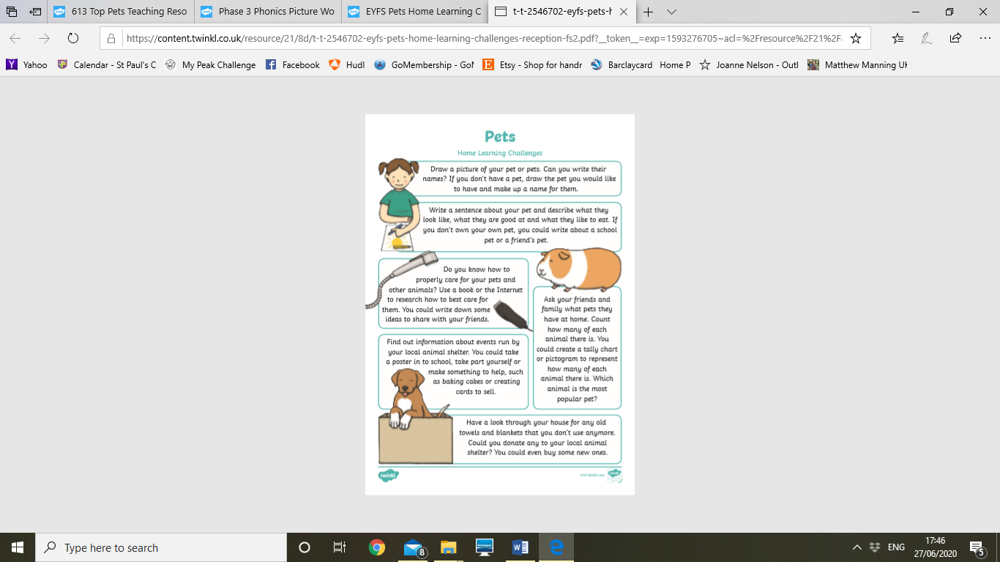 613 Top Pets Teaching Reso
Phase 3 Phonics Picture Wo
EYFS Pets Home Learning C
t-t-2546702-eyfs-pets-h
https://content.twinkl.co.uk/resource/21/8d/t-t-2546702-eyfs-pets-home-learning-challenges-reception-fs2.pdf?__token__=exp=1593276705~acl=%2Fresource%2F21%2F
Yahoo
Calendar - St Paul's C
My Peak Challenge
Facebook
Hudl
GoMembership - GoM
Etsy - Shop for handr
Barclaycard Home P
Joanne Nelson - Outl
Matthew Manning UK
Pets
Home Learning Challenges
Draw a picture of your pet or pets. Can you write their
names? If you don't have a pet, draw the pet you would like
to have and make up a name for them.
Write a sentence about your pet and describe what they
look like, what they are good at and what they like to eat. If
you don't own your own pet, you could write about a school
pet or a friend's pet.
Do you know how to
properly care for your pets and
other animals? Use a book or the Internet
to research how to best care for
them. You could write down some
ideas to share with your friends.
Ask your friends and
family what pets they
have at home. Count
how many of each
animal there is. You
could create a tally chart
or pictogram to represent
how many of each
animal there is. Which
animal is the most
popular pet?
Find out information about events run by
your local animal shelter. You could take
a poster in to school, take part yourself or
make something to help, such
as baking cakes or creating
cards to sell.
Have a look through your house for any old
towels and blankets that you don't use anymore.
Could you donate any to your local animal
shelter? You could even buy some new ones.
twinkl
visit twinkl.com
twinkl
Type here to search
8
ENG
17:46
27/06/2020
5